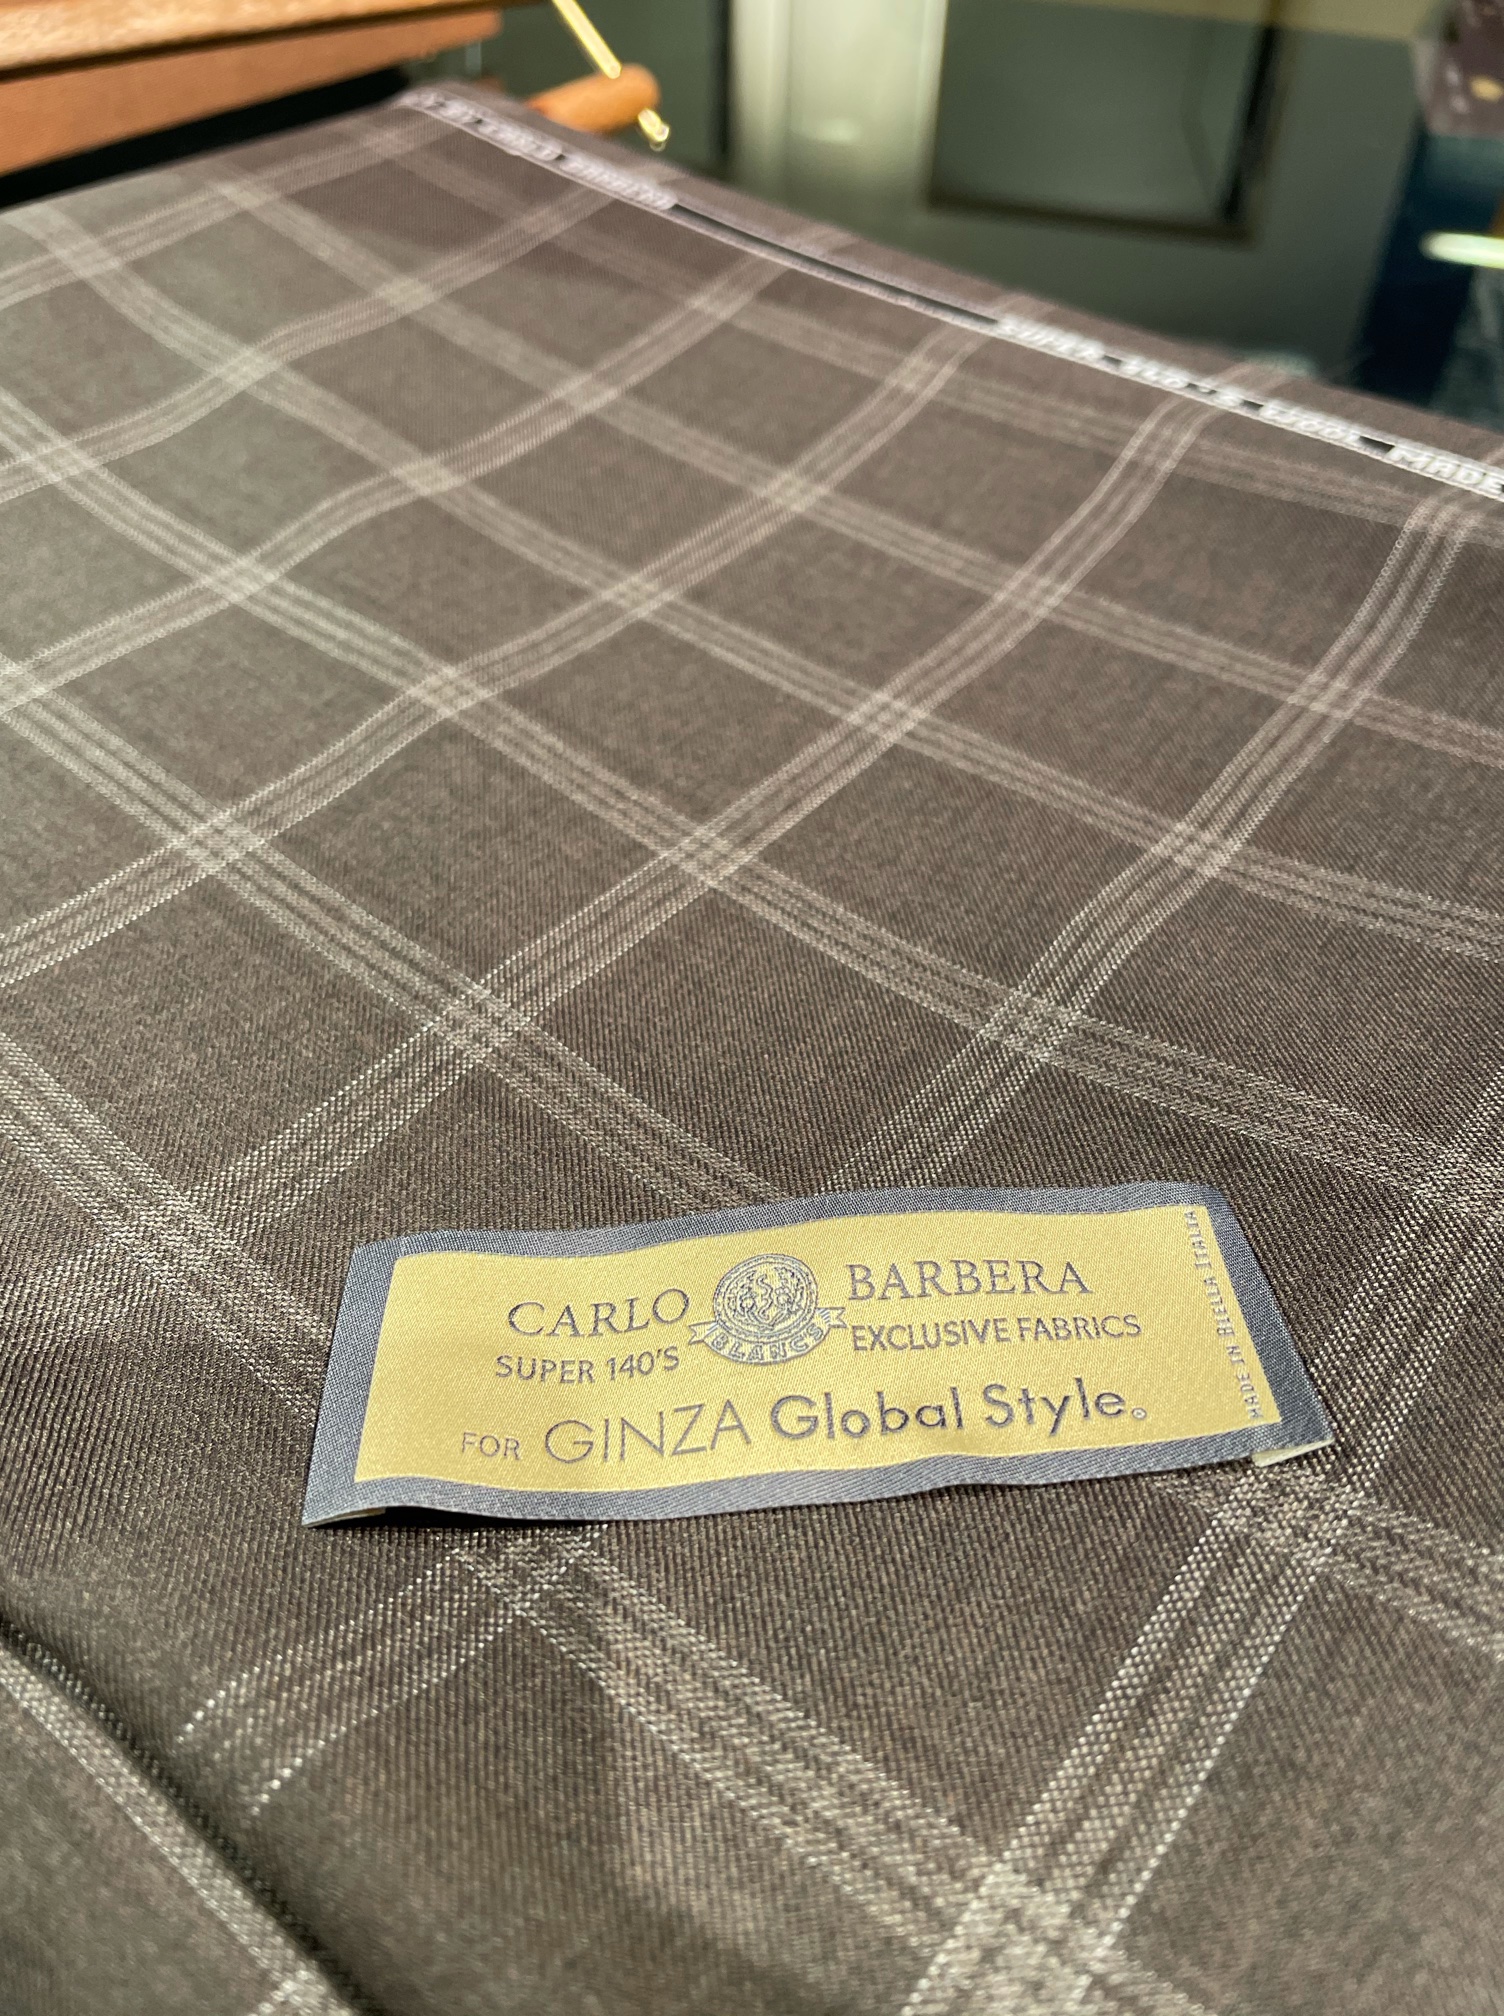 SUPER 140'S WOOL MADE
CARLO BARBERA
BLANCS
SUPER 140'S EXCLUSIVE FABRICS
FOR GINZA Global Style.
MADE IN BIELLA ITALIA